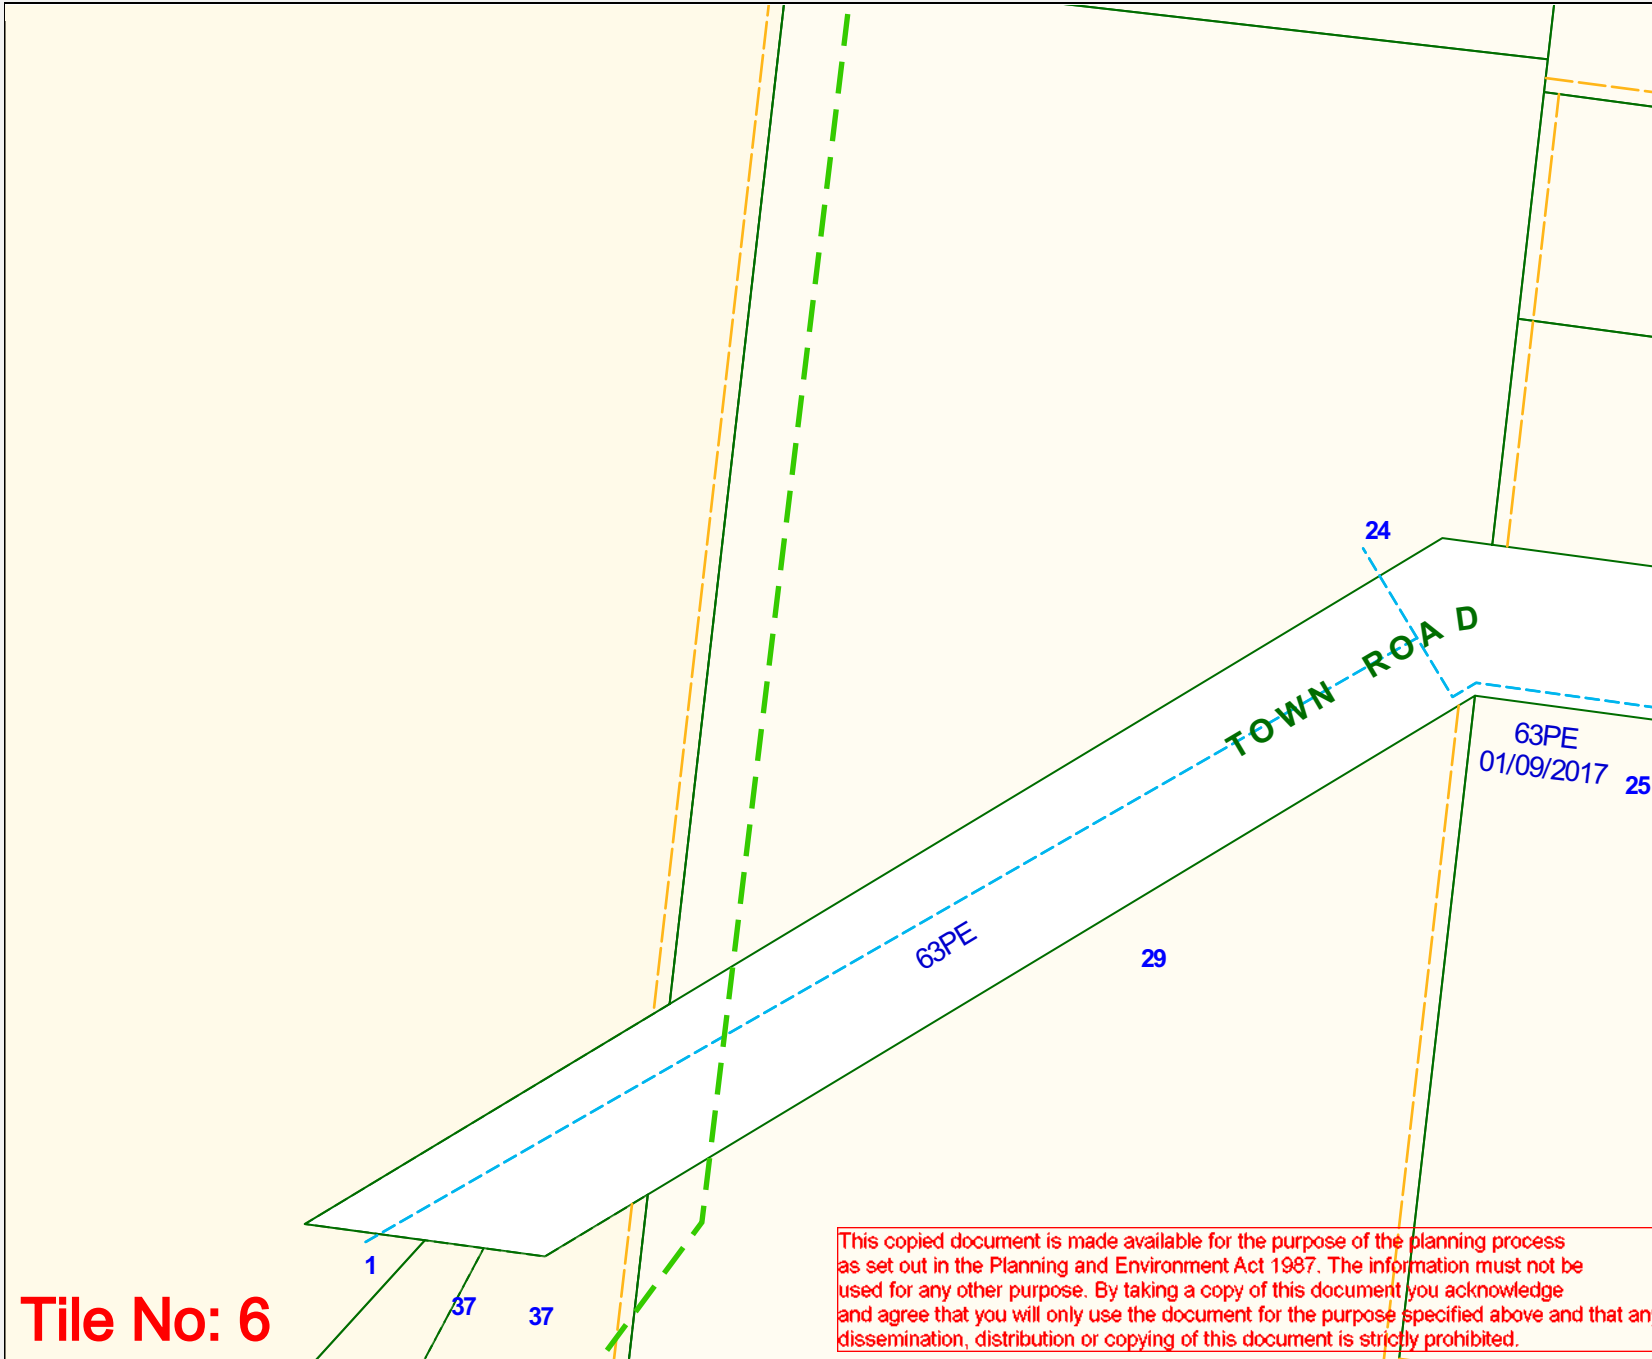 24
TOWN ROAD
63PE
01/09/2017
25
63PE
29
1
37
37
Tile No: 6
This copied document is made available for the purpose of the planning process
as set out in the Planning and Environment Act 1987. The information must not be
used for any other purpose. By taking a copy of this document you acknowledge
and agree that you will only use the document for the purpose specified above and that an
dissemination, distribution or copying of this document is strictly prohibited.